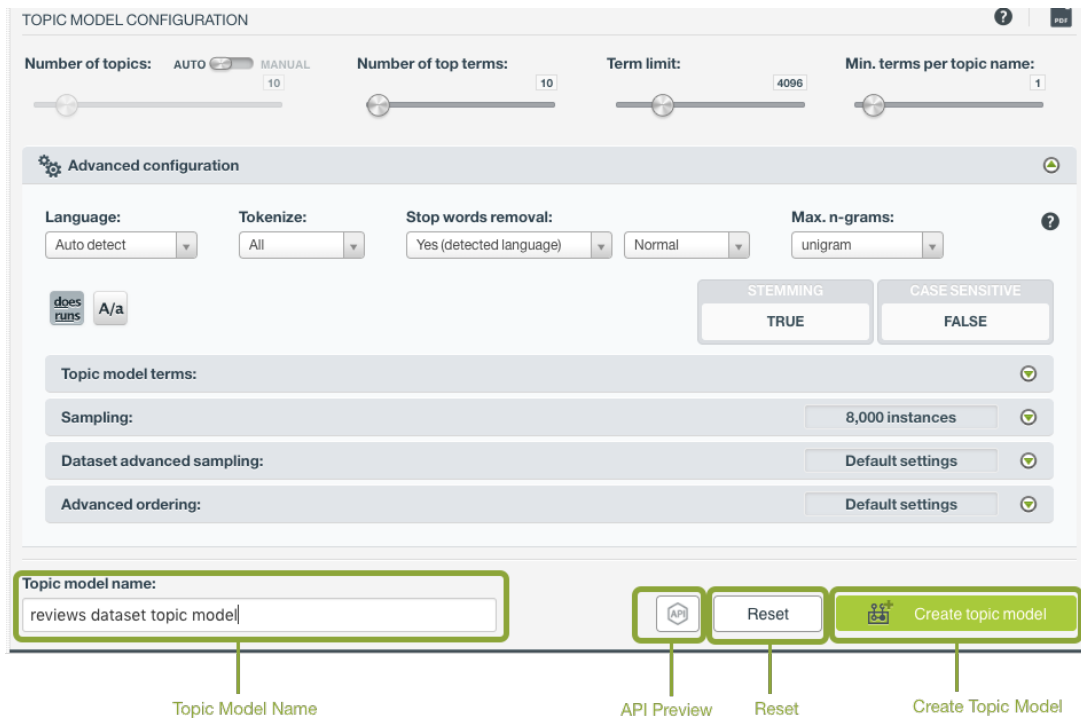 TOPIC MODEL CONFIGURATION
?
PDF
Number of topics: AUTO MANUAL
10
Number of top terms:
10
Term limit:
4096
Min. terms per topic name:
1
Advanced configuration
Language:
Auto detect
Tokenize:
All
Stop words removal:
Yes (detected language)
Normal
Max. n-grams:
unigram
?
does
runs
A/a
STEMMING
TRUE
CASE SENSITIVE
FALSE
Topic model terms:
Sampling: 8,000 instances
Dataset advanced sampling: Default settings
Advanced ordering: Default settings
Topic model name:
reviews dataset topic model
API
Reset
Create topic model
Topic Model Name
API Preview
Reset
Create Topic Model